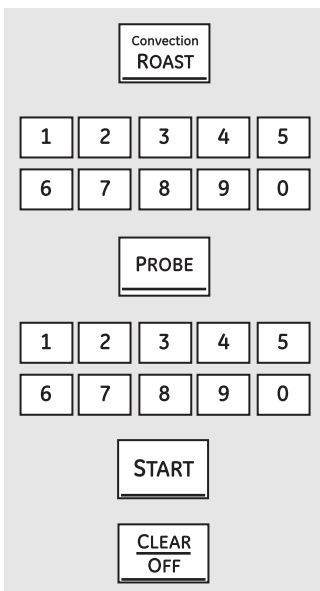 Convection
ROAST
1 2 3 4 5
6 7 8 9 0
PROBE
1 2 3 4 5
6 7 8 9 0
START
CLEAR
OFF